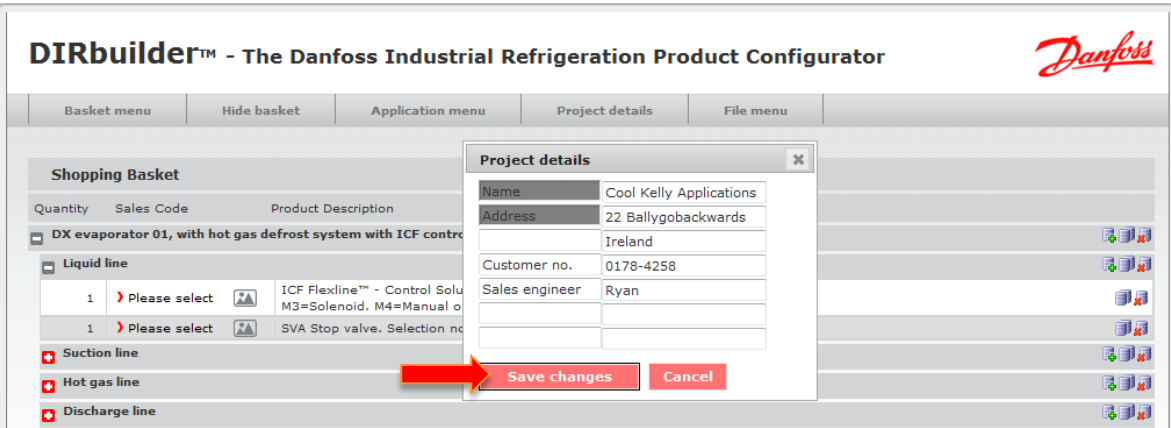 DIRbuilder™ - The Danfoss Industrial Refrigeration Product Configurator
Danfoss
Basket menu Hide basket Application menu Project details File menu
Shopping Basket
Quantity Sales Code Product Description
DX evaporator 01, with hot gas defrost system with ICF contro
Liquid line
1 Please select ICF Flexline™ - Control Solu
M3=Solenoid. M4=Manual o
1 Please select SVA Stop valve. Selection no
Suction line
Hot gas line
Discharge line
Project details
Name Cool Kelly Applications
Address 22 Ballygobackwards
Ireland
Customer no. 0178-4258
Sales engineer Ryan
Save changes Cancel